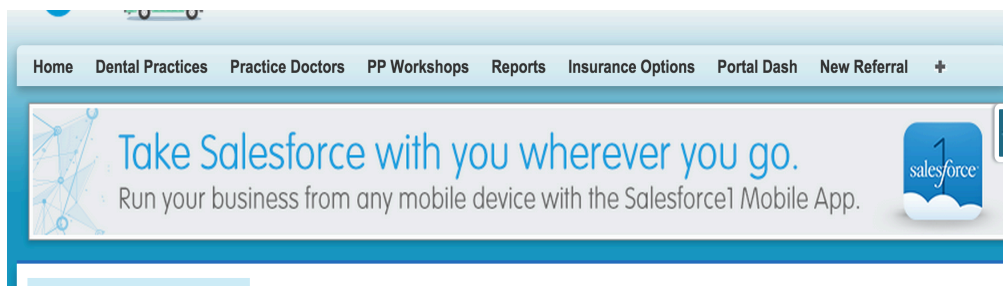 Home Dental Practices Practice Doctors PP Workshops Reports Insurance Options Portal Dash New Referral +
Take Salesforce with you wherever you go.
Run your business from any mobile device with the Salesforce1 Mobile App.
1
salesforce